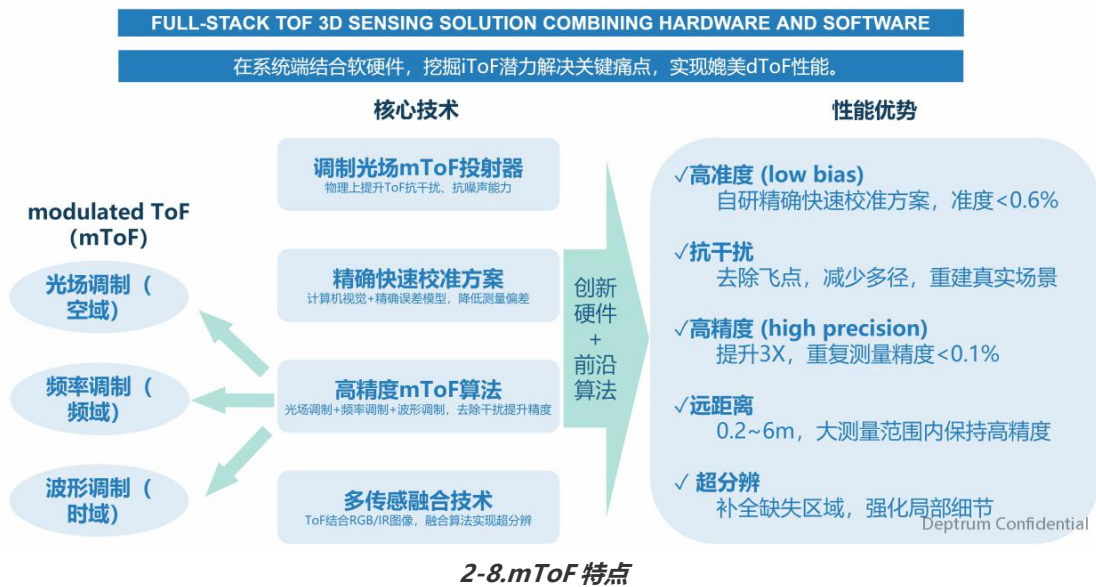 FULL-STACK TOF 3D SENSING SOLUTION COMBINING HARDWARE AND SOFTWARE
在系统端结合软硬件，挖掘iToF潜力解决关键痛点，实现媲美dToF性能。
核心技术
性能优势
modulated ToF
(mToF)
光场调制（
空域）
频率调制（
频域）
波形调制（
时域）
调制光场mToF投射器
物理上提升ToF抗干扰、抗噪声能力
精确快速校准方案
计算机视觉+精确误差模型，降低测量偏差
高精度mToF算法
光场调制+频率调制+波形调制，去除干扰提升精度
多传感融合技术
ToF结合RGB/IR图像，融合算法实现超分辨
创新
硬件
+
前沿
算法
✓高准度 (low bias)
自研精确快速校准方案，准度<0.6%
✓抗干扰
去除飞点，减少多径，重建真实场景
✓高精度 (high precision)
提升3X，重复测量精度<0.1%
✓远距离
0.2~6m，大测量范围内保持高精度
✓ 超分辨
补全缺失区域，强化局部细节
Deptrum Confidential
2-8.mToF 特点